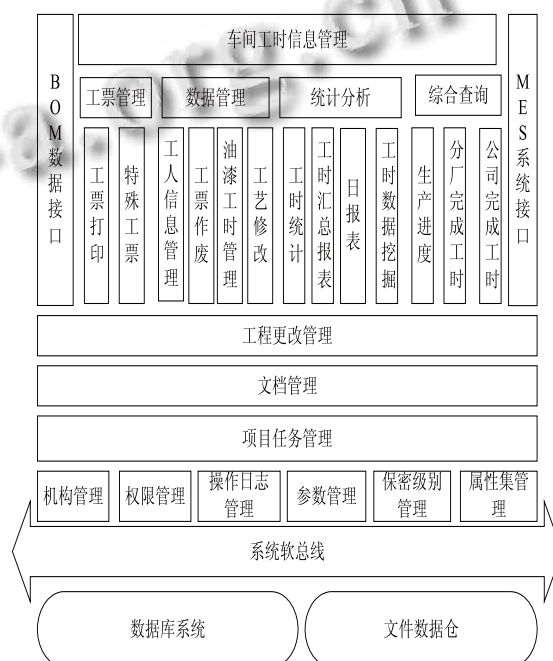 车间工时信息管理
BOM数据接口
MES系统接口
工票管理
数据管理
统计分析
综合查询
工票打印
特殊工票
工人信息管理
工票作废
油漆工时管理
工艺修改
工时统计
工时汇总报表
日报表
工时数据挖掘
生产进度
分厂完成工时
公司完成工时
工程更改管理
文档管理
项目任务管理
机构管理
权限管理
操作日志
管理
参数管理
保密级别
管理
属性集管
理
系统软总线
数据库系统
文件数据仓